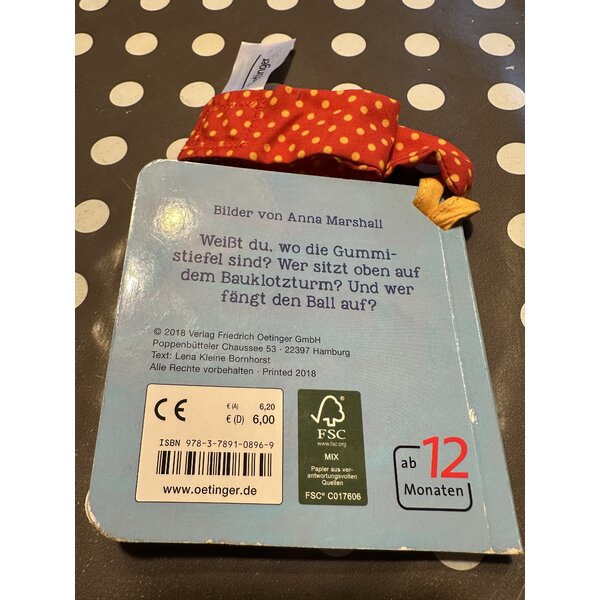 Oetinger
Bilder von Anna Marshall
Weißt du, wo die Gummi-
stiefel sind? Wer sitzt oben auf
dem Bauklotzturm? Und wer
fängt den Ball auf?
© 2018 Verlag Friedrich Oetinger GmbH
Poppenbütteler Chaussee 53 · 22397 Hamburg
Text: Lena Kleine Bornhorst
Alle Rechte vorbehalten · Printed 2018
CE
€ (A) 6,20
€ (D) 6,00
ISBN 978-3-7891-0896-9
www.oetinger.de
FSC
www.fsc.org
MIX
Papier aus ver-
antwortungsvollen
Quellen
FSC® C017606
ab 12
Monaten